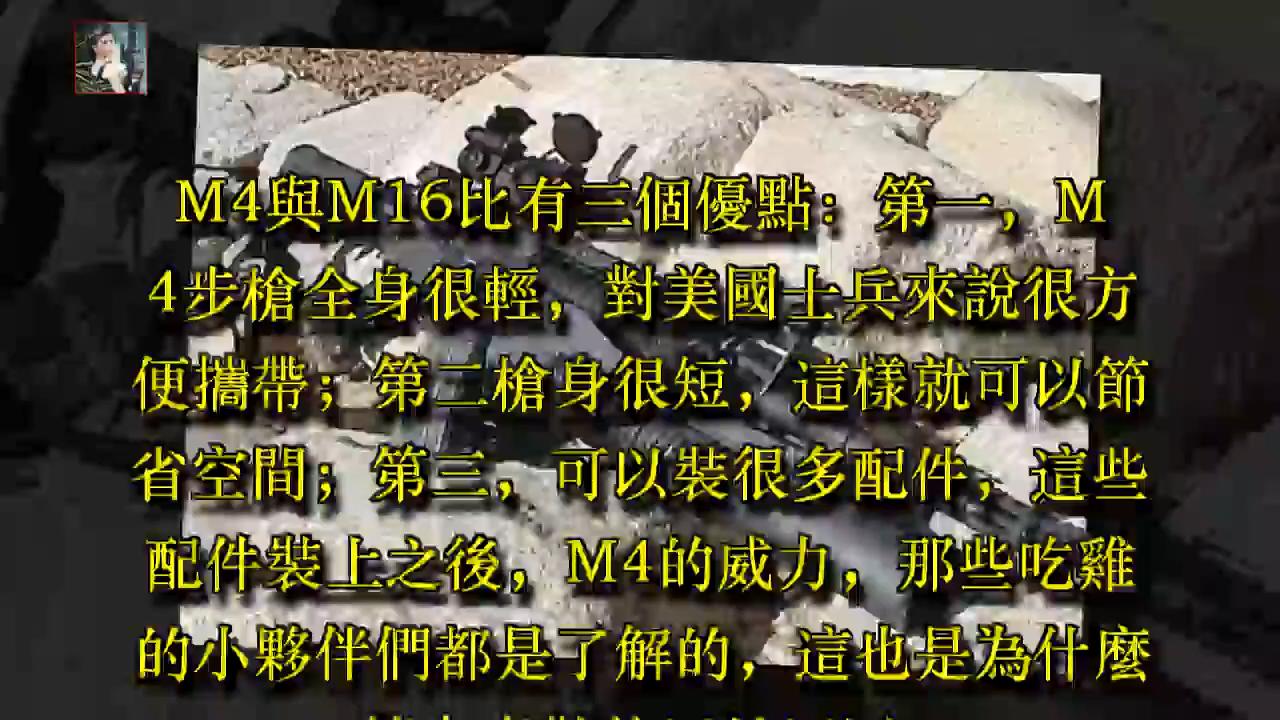 M4與M16比有三個優點：第一，M
4步槍全身很輕，對美國士兵來說很方
便攜帶；第二槍身很短，這樣就可以節
省空間；第三，可以裝很多配件，這些
配件裝上之後，M4的威力，那些吃雞
的小夥伴們都是了解的，這也是為什麼